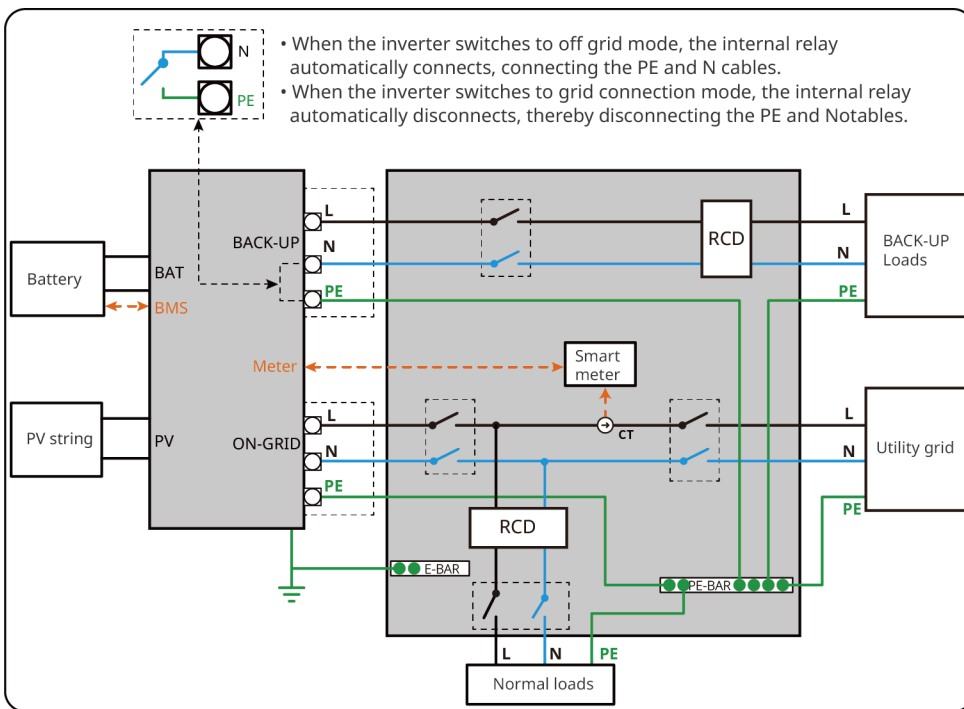 N
PE
• When the inverter switches to off grid mode, the internal relay
automatically connects, connecting the PE and N cables.
• When the inverter switches to grid connection mode, the internal relay
automatically disconnects, thereby disconnecting the PE and Notables.
Battery
BAT
BMS
BACK-UP
L
N
PE
RCD
L
N
PE
BACK-UP
Loads
Meter
Smart
meter
CT
PV string
PV
ON-GRID
L
N
PE
L
N
PE
Utility grid
RCD
E-BAR
PE-BAR
L
N
PE
Normal loads